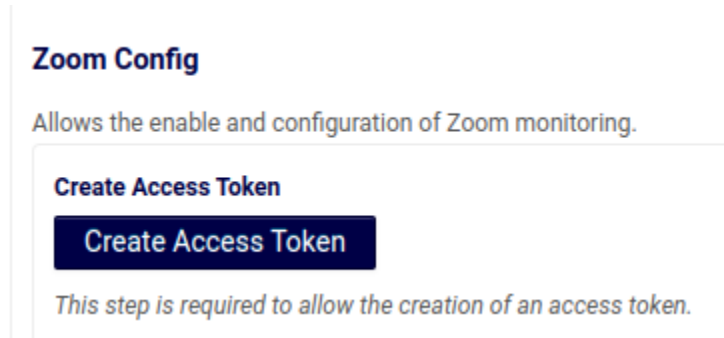 Zoom Config
Allows the enable and configuration of Zoom monitoring.
Create Access Token
Create Access Token
This step is required to allow the creation of an access token.